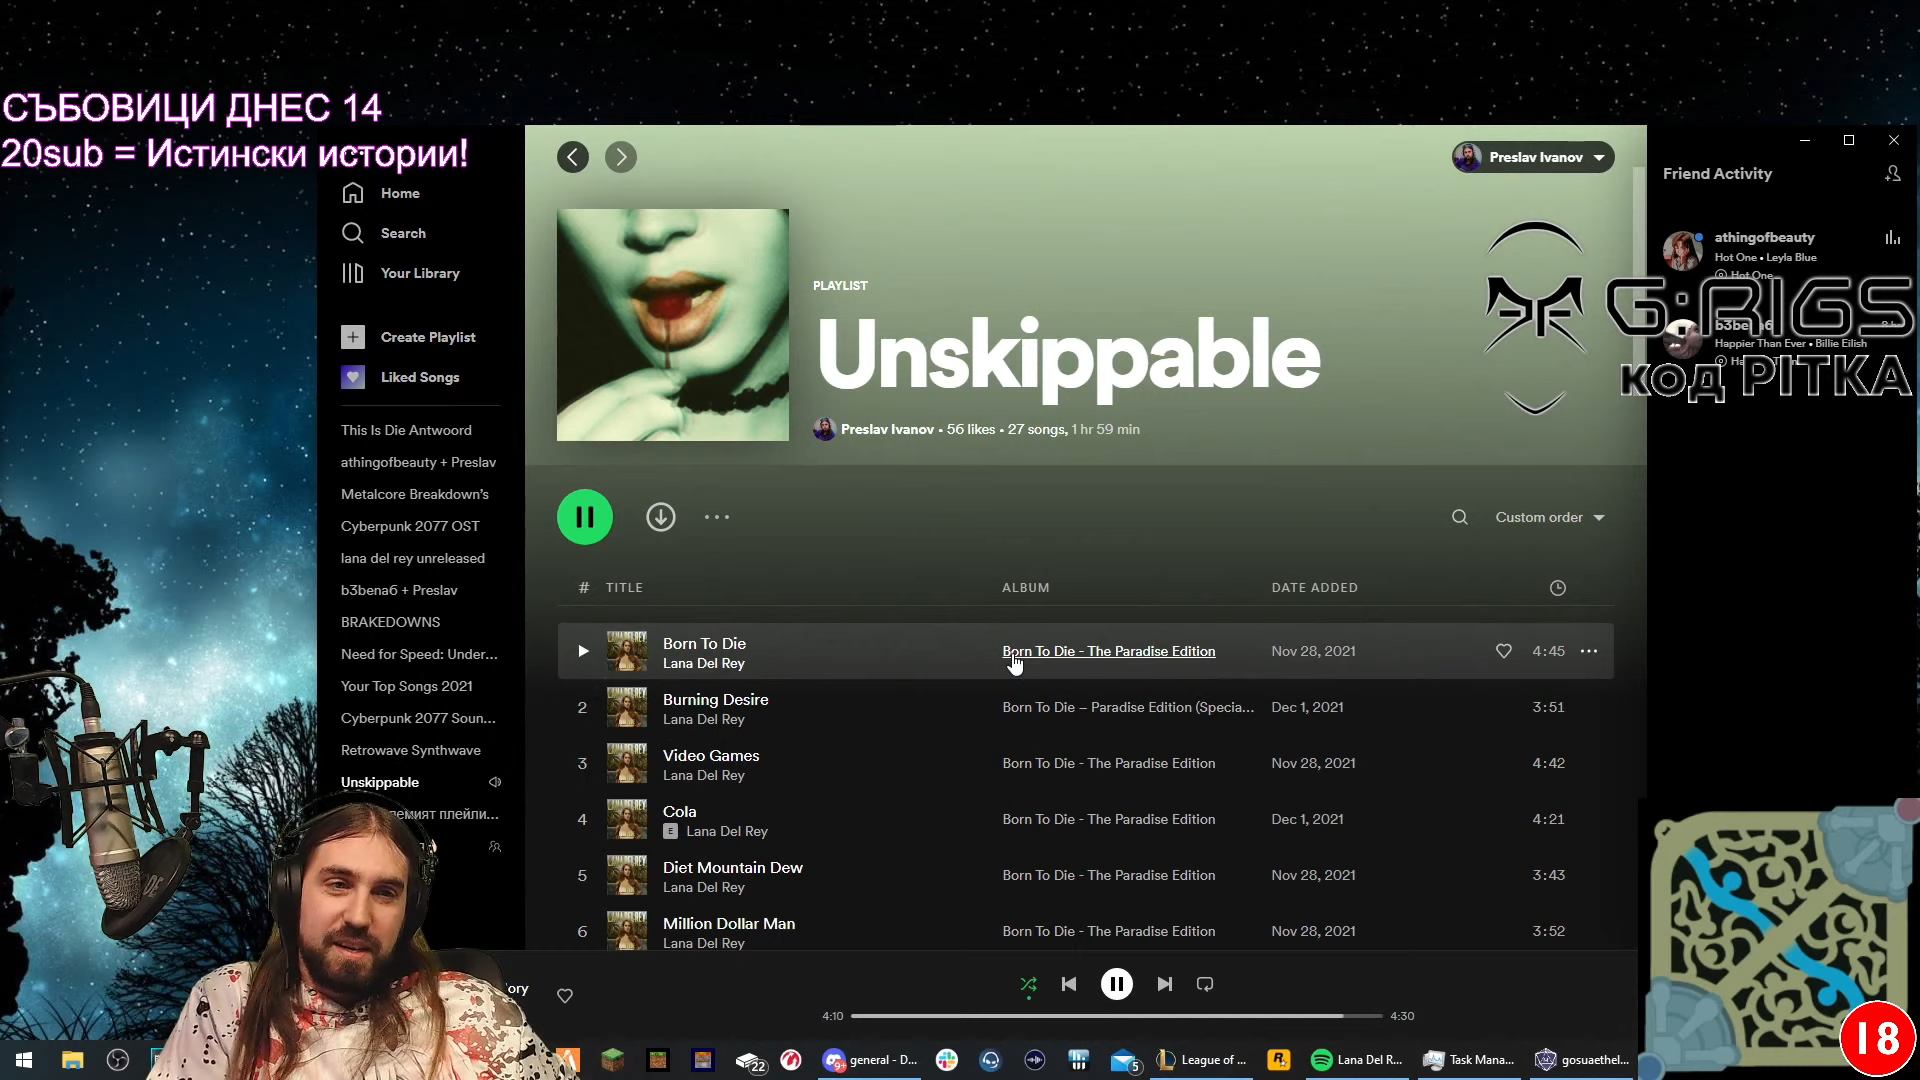 СЪБОВИЦИ ДНЕС 14
20sub = Истински истории!
Home
Search
Your Library
Create Playlist
Liked Songs
This Is Die Antwoord
athingofbeauty + Preslav
Metalcore Breakdown's
Cyberpunk 2077 OST
lana del rey unreleased
b3bena6 + Preslav
BRAKEDOWNS
Need for Speed: Under...
Your Top Songs 2021
Cyberpunk 2077 Soun...
Retrowave Synthwave
Unskippable
плейли...
Preslav Ivanov
PLAYLIST
Unskippable
Preslav Ivanov • 56 likes • 27 songs, 1 hr 59 min
Custom order
# TITLE ALBUM DATE ADDED
Born To Die
Lana Del Rey
Born To Die - The Paradise Edition Nov 28, 2021 4:45
2 Burning Desire
Lana Del Rey
Born To Die – Paradise Edition (Specia... Dec 1, 2021 3:51
3 Video Games
Lana Del Rey
Born To Die - The Paradise Edition Nov 28, 2021 4:42
4 Cola
E Lana Del Rey
Born To Die - The Paradise Edition Dec 1, 2021 4:21
5 Diet Mountain Dew
Lana Del Rey
Born To Die - The Paradise Edition Nov 28, 2021 3:43
6 Million Dollar Man
Lana Del Rey
Born To Die - The Paradise Edition Nov 28, 2021 3:52
Friend Activity
athingofbeauty
Hot One • Leyla Blue
Hot One
b3bena6
Happier Than Ever • Billie Eilish
G:RIGS
код PITKA
4:10 4:30
22
9+ general - D...
5
League of ...
Lana Del R...
Task Mana...
gosuaethel...
18